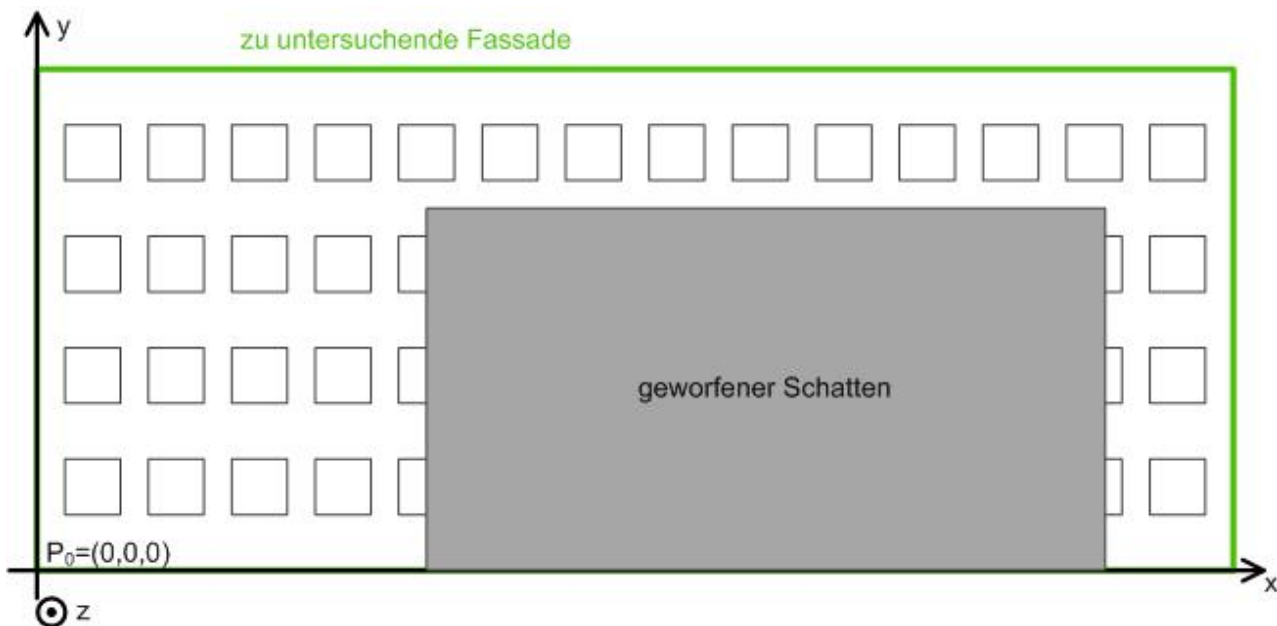 y
zu untersuchende Fassade
geworfener Schatten
P₀=(0,0,0)
x
z